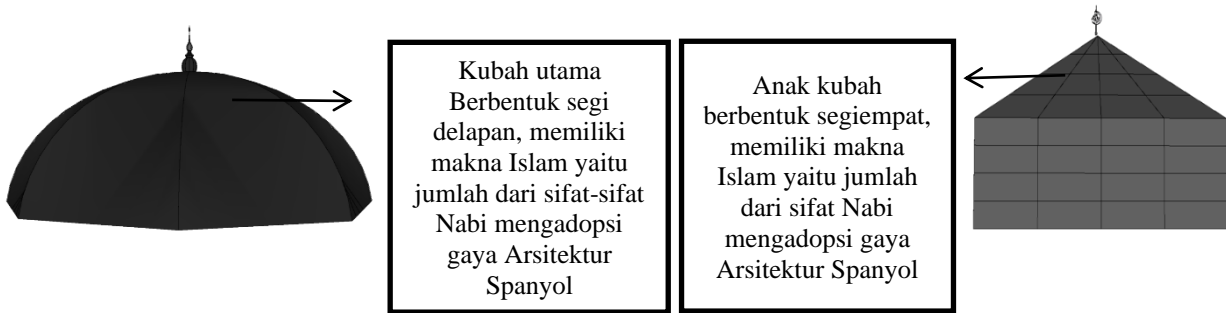 Kubah utama
Berbentuk segi
delapan, memiliki
makna Islam yaitu
jumlah dari sifat-sifat
Nabi mengadopsi
gaya Arsitektur
Spanyol
Anak kubah
berbentuk segiempat,
memiliki makna
Islam yaitu jumlah
dari sifat Nabi
mengadopsi gaya
Arsitektur Spanyol